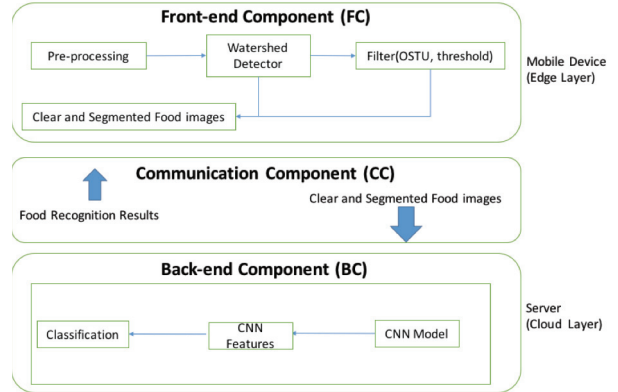 Front-end Component (FC)
Pre-processing
Watershed
Detector
Filter(OSTU, threshold)
Clear and Segmented Food images
Mobile Device
(Edge Layer)
Communication Component (CC)
Food Recognition Results
Clear and Segmented Food images
Back-end Component (BC)
Classification
CNN
Features
CNN Model
Server
(Cloud Layer)